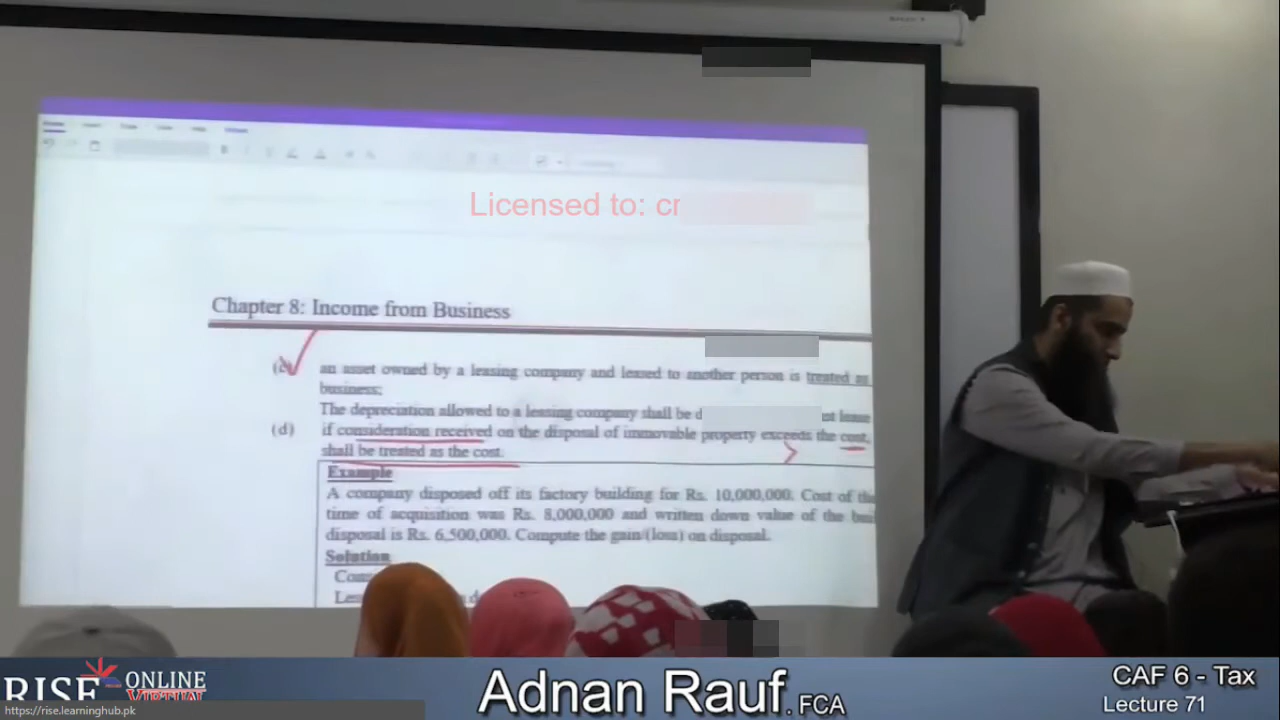 Licensed to: cr
Chapter 8: Income from Business
(c) an asset owned by a leasing company and leased to another person is treated as
business;
The depreciation allowed to a leasing company shall be d
(d) if consideration received on the disposal of immovable property exceeds the cost,
shall be treated as the cost.
Example
A company disposed off its factory building for Rs. 10,000,000. Cost of the
time of acquisition was Rs. 8,000,000 and written down value of the
disposal is Rs. 6,500,000. Compute the gain/(loss) on disposal.
Solution
RISE ONLINE
VIRTUAL
Adnan Rauf. FCA
CAF 6 - Tax
Lecture 71
https://rise.learninghub.pk